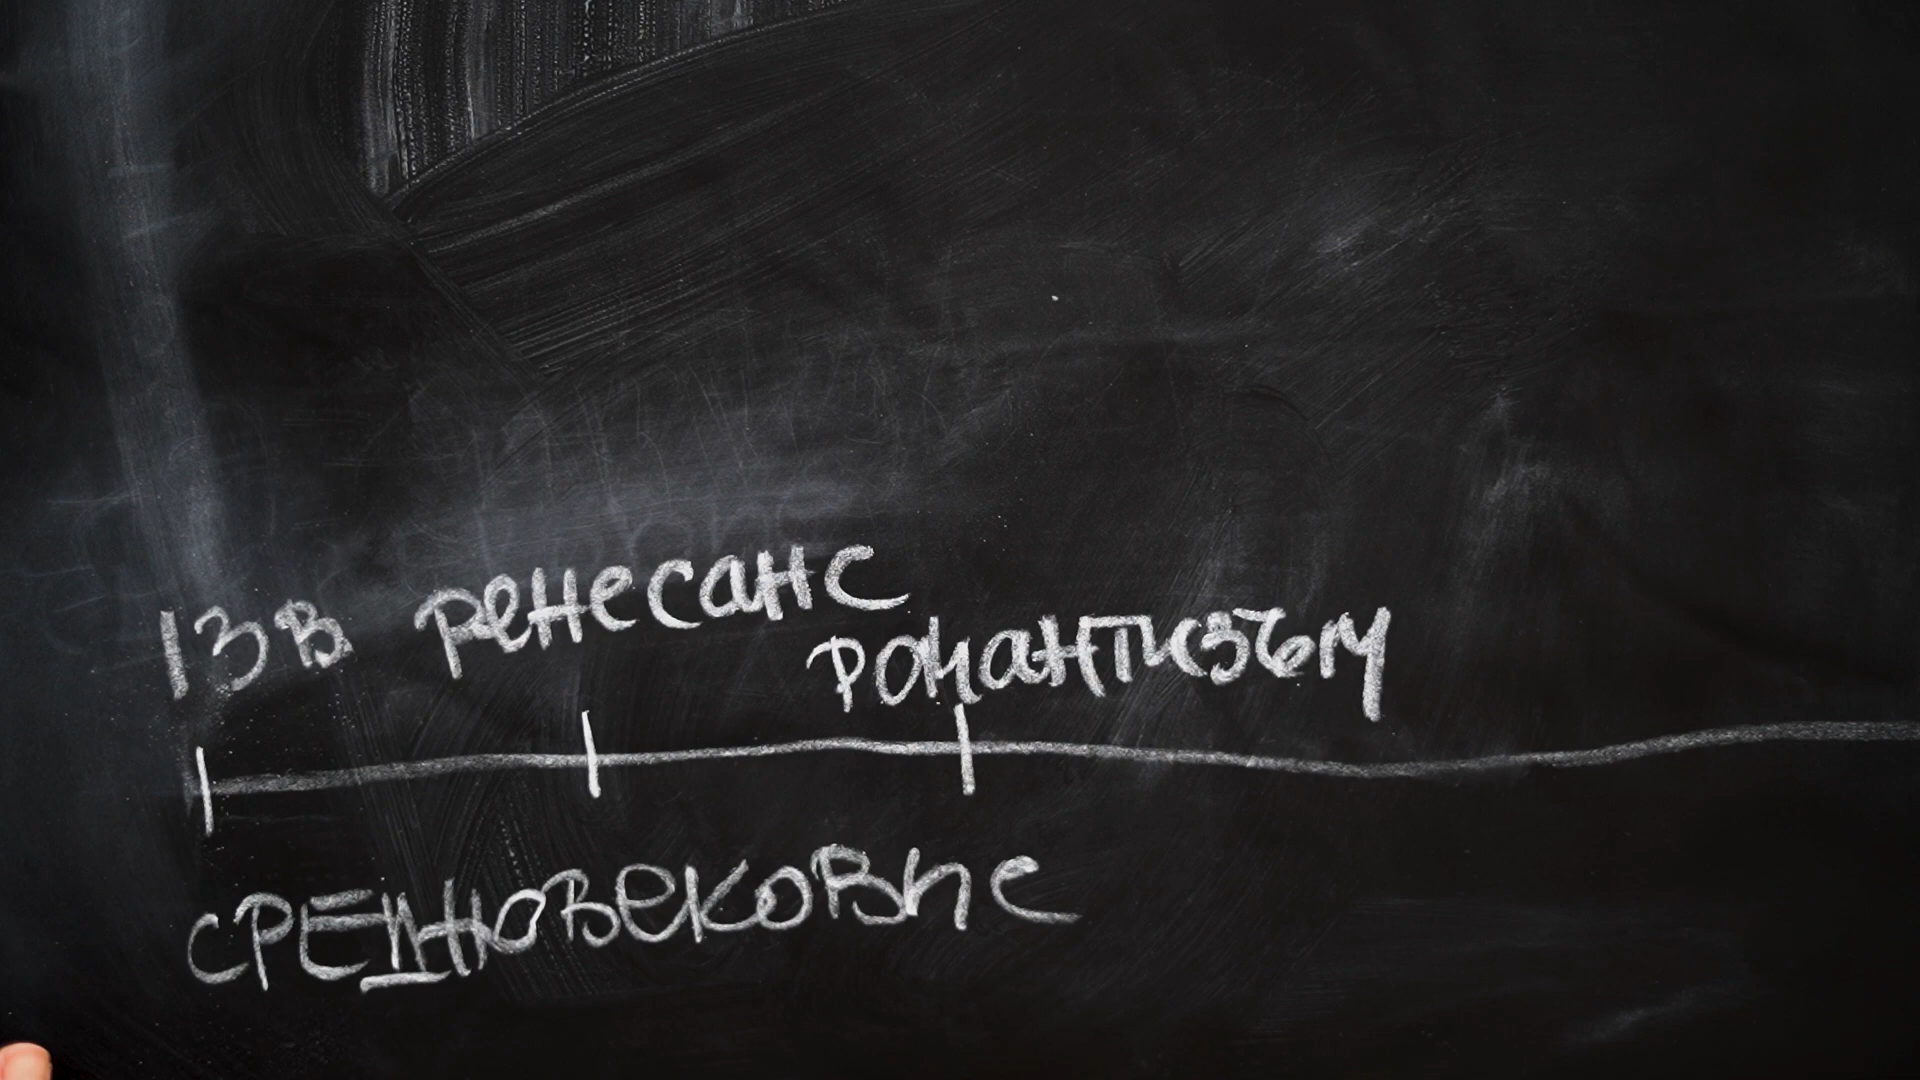 13в ренесанс
романтизъм
средновековие